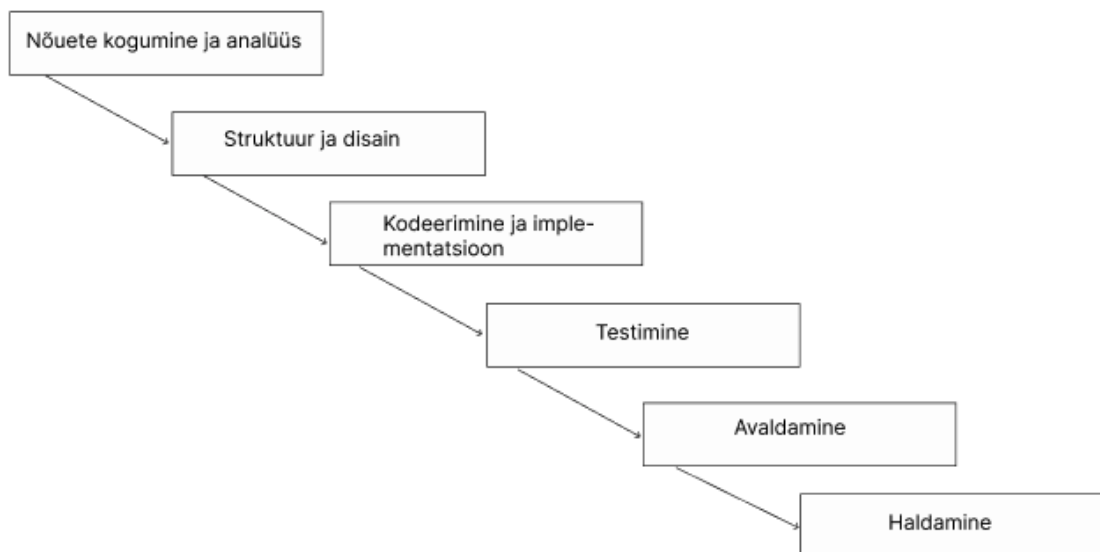 Nõuete kogumine ja analüüs
Struktuur ja disain
Kodeerimine ja imple-
mentatsioon
Testimine
Avaldamine
Haldamine